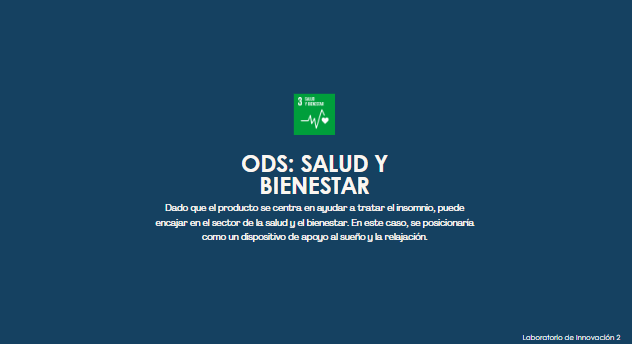 3 SALUD
Y BIENESTAR
ODS: SALUD Y
BIENESTAR
Dado que el producto se centra en ayudar a tratar el insomnio, puede
encajar en el sector de la salud y el bienestar. En este caso, se posicionaría
como un dispositivo de apoyo al sueño y la relajación.
Laboratorio de Innovación 2